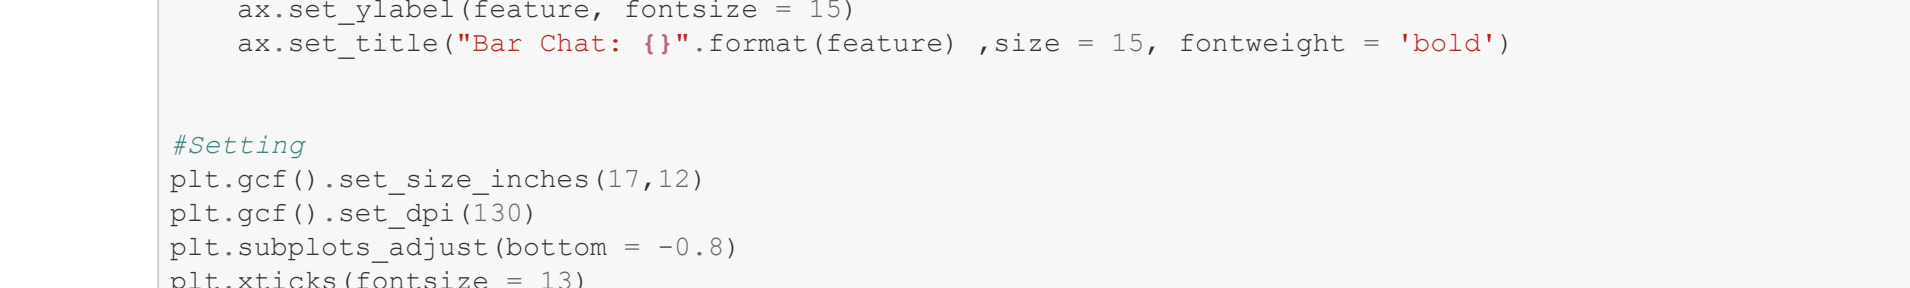 ax.set_ylabel(feature, fontsize = 15)
ax.set_title("Bar Chat: {}".format(feature) ,size = 15, fontweight = 'bold')
#Setting
plt.gcf().set_size_inches(17,12)
plt.gcf().set_dpi(130)
plt.subplots_adjust(bottom = -0.8)
plt.xticks(fontsize = 13)